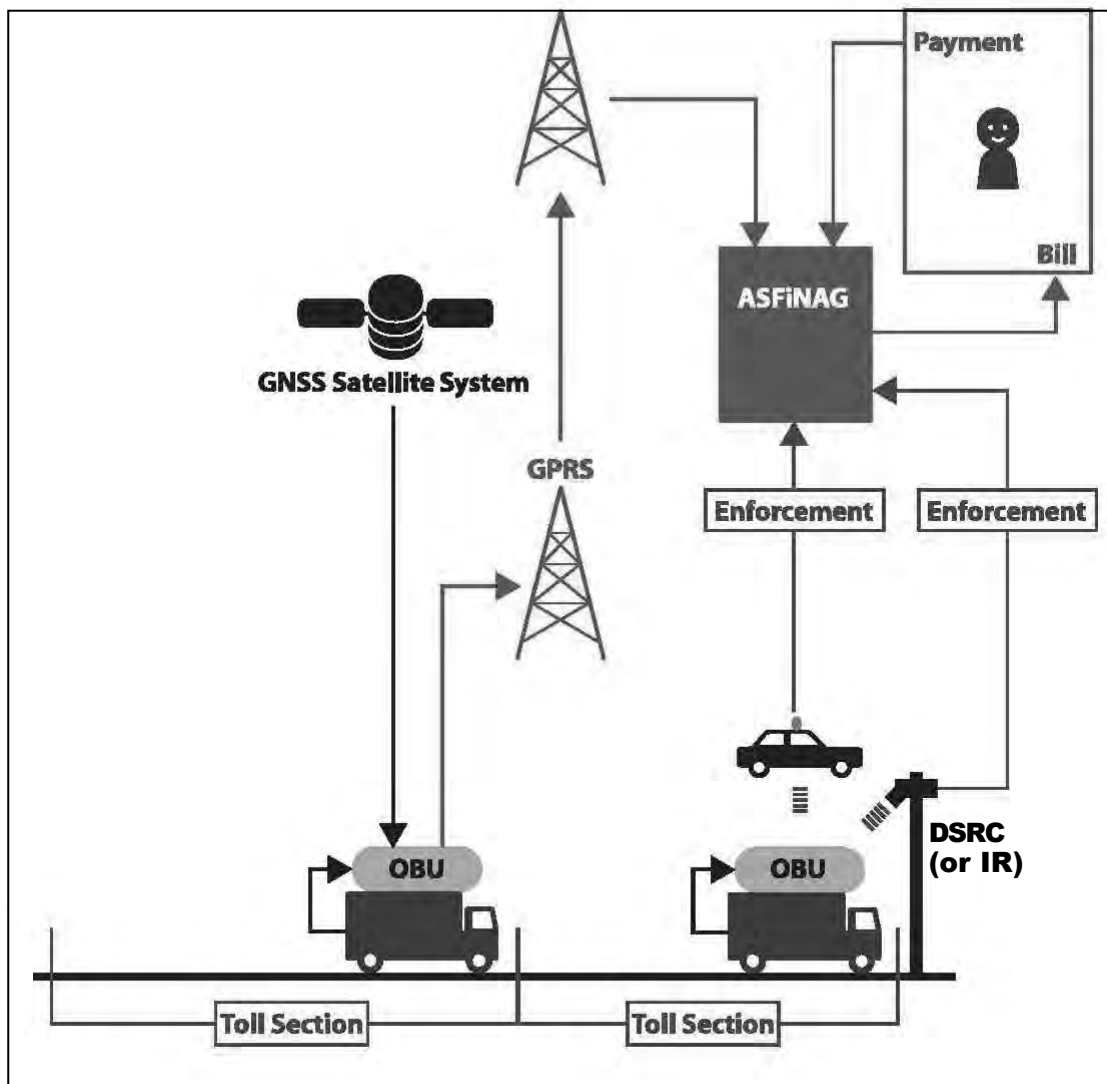 Payment
Bill
ASFiNAG
GNSS Satellite System
GPRS
Enforcement
Enforcement
DSRC
(or IR)
OBU
OBU
Toll Section
Toll Section